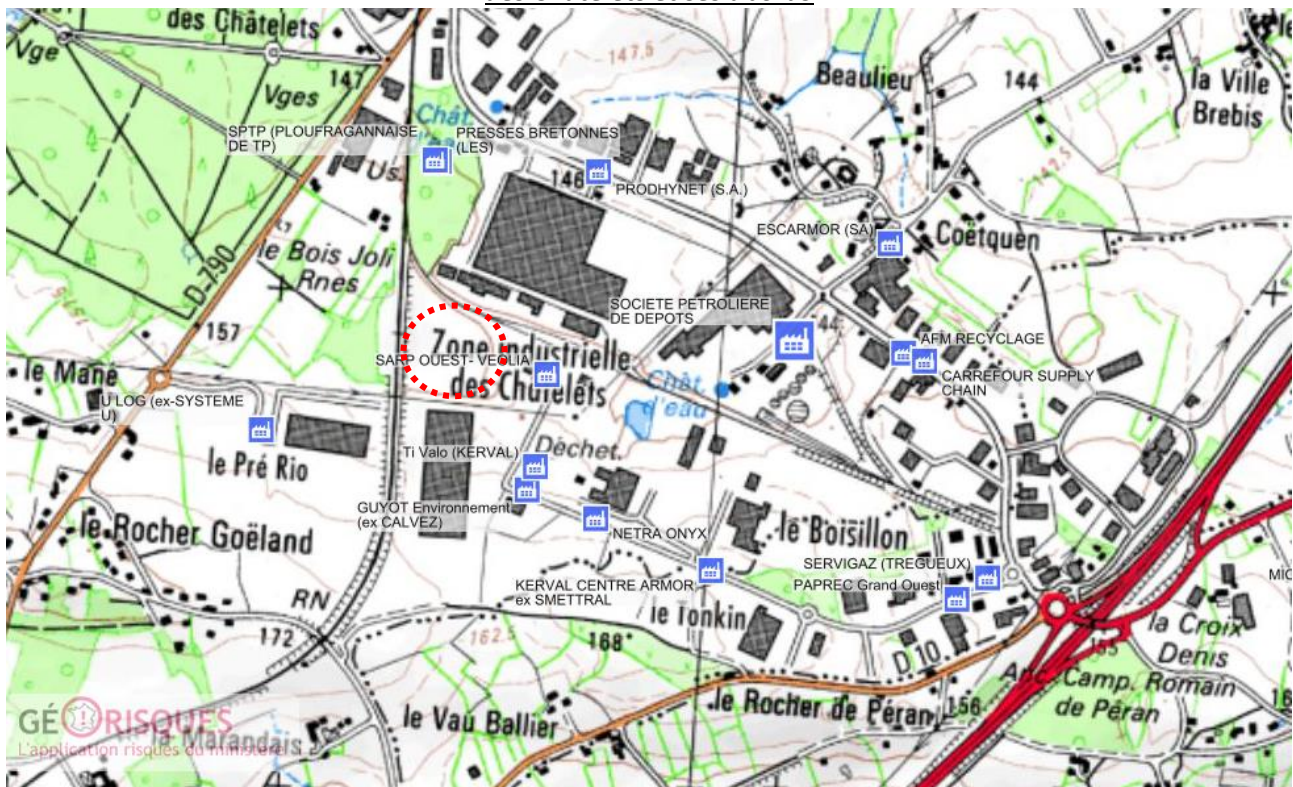 des Châtelets
Vge
147
Vges
147,5
Beaulieu
144
la Ville
Brebis
142,5
SPTP (PLOUFRAGANNAISE
DE TP)
Chât.
PRESSES BRETONNES
(LES)
Us.
146
PRODHYNET (S.A.)
ESCARMOR (SA)
Coëtquen
le Bois Joli
Rnes
D-790
157
SOCIETE PETROLIERE
DE DEPOTS
44
AFM RECYCLAGE
CARREFOUR SUPPLY
CHAIN
Zone Industrielle
des Châtelets
SARP OUEST- VEOLIA
Chât.
d'eau
le Mané
U LOG (ex-SYSTEME
U)
le Pré Rio
Ti Valo (KERVAL)
Déchet.
GUYOT Environnement
(ex CALVEZ)
NETRA ONYX
le Rocher Goëland
le Boisillon
SERVIGAZ (TREGUEUX)
PAPREC Grand Ouest
KERVAL CENTRE ARMOR
ex SMETTRAL
RN
172
162,5
168
le Tonkin
D 10
155
la Croix
Denis
Anc. Camp. Romain
de Péran
le Rocher de Péran
156
le Vau Ballier
GÉORISQUES
L'application risques du ministère